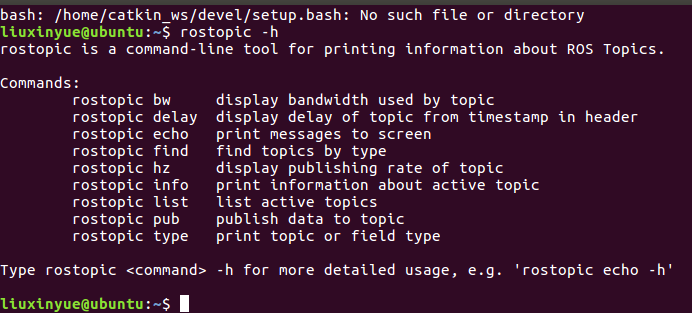 bash: /home/catkin_ws/devel/setup.bash: No such file or directory
liuxinyue@ubuntu:~$ rostopic -h
rostopic is a command-line tool for printing information about ROS Topics.

Commands:
        rostopic bw     display bandwidth used by topic
        rostopic delay  display delay of topic from timestamp in header
        rostopic echo   print messages to screen
        rostopic find   find topics by type
        rostopic hz     display publishing rate of topic
        rostopic info   print information about active topic
        rostopic list   list active topics
        rostopic pub    publish data to topic
        rostopic type   print topic or field type

Type rostopic <command> -h for more detailed usage, e.g. 'rostopic echo -h'

liuxinyue@ubuntu:~$